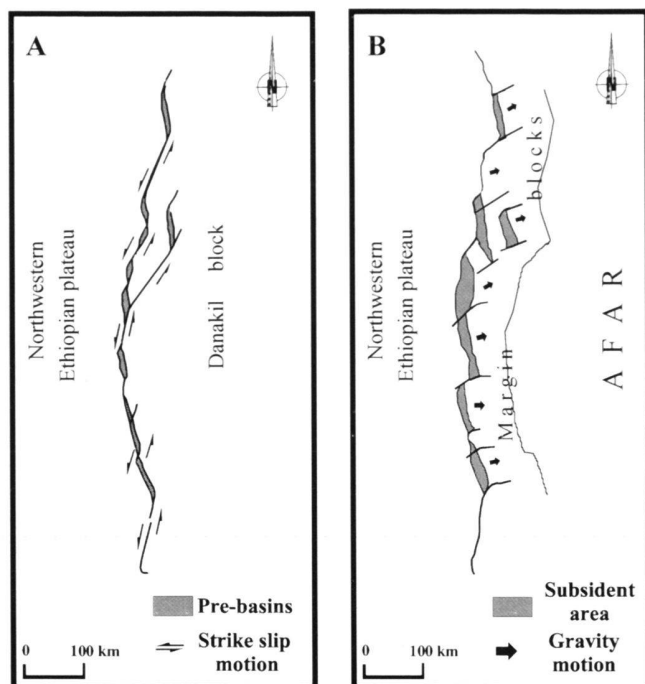 A
N
Northwestern
Ethiopian plateau
Danakil block
Pre-basins
Strike slip
motion
0 100 km
B
N
Northwestern
Ethiopian plateau
Margin blocks
AFAR
Subsident
area
Gravity
motion
0 100 km